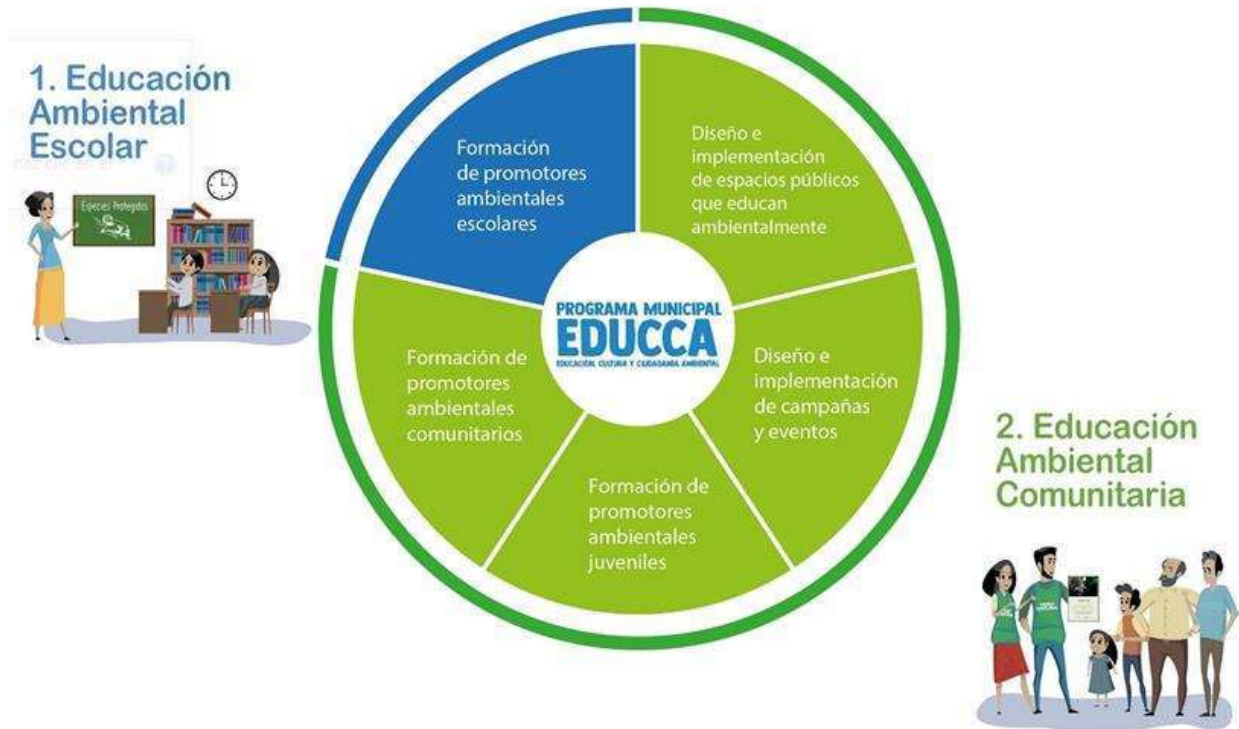 1. Educación
Ambiental
Escolar
Especies Protegidas
Formación
de promotores
ambientales
escolares
Diseño e
implementación
de espacios públicos
que educan
ambientalmente
PROGRAMA MUNICIPAL
EDUCCA
EDUCACIÓN, CULTURA Y CIUDADANÍA AMBIENTAL
Formación de
promotores
ambientales
comunitarios
Diseño e
implementación
de campañas
y eventos
Formación de
promotores
ambientales
juveniles
2. Educación
Ambiental
Comunitaria